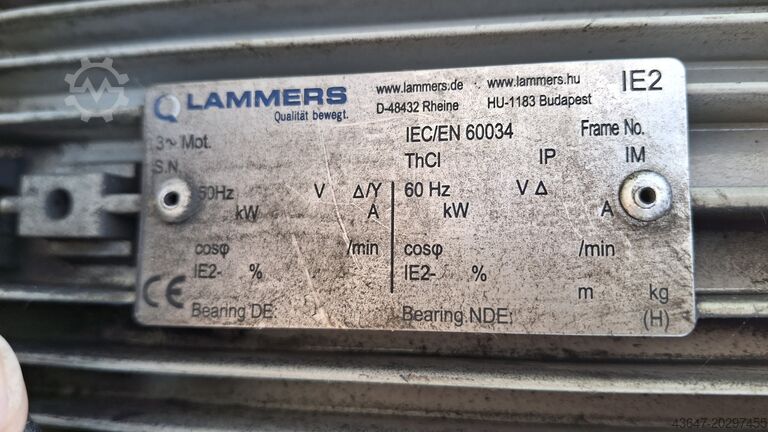 LAMMERS www.lammers.de www.lammers.hu IE2
Qualität bewegt. D-48432 Rheine HU-1183 Budapest
3~ Mot. IEC/EN 60034 Frame No.
S.N. ThCl IP IM
50Hz V Δ/Y 60 Hz V Δ
kW A kW A
cosφ /min cosφ /min
IE2- % IE2- %
CE m kg
Bearing DE: Bearing NDE: (H)
43647-20297455